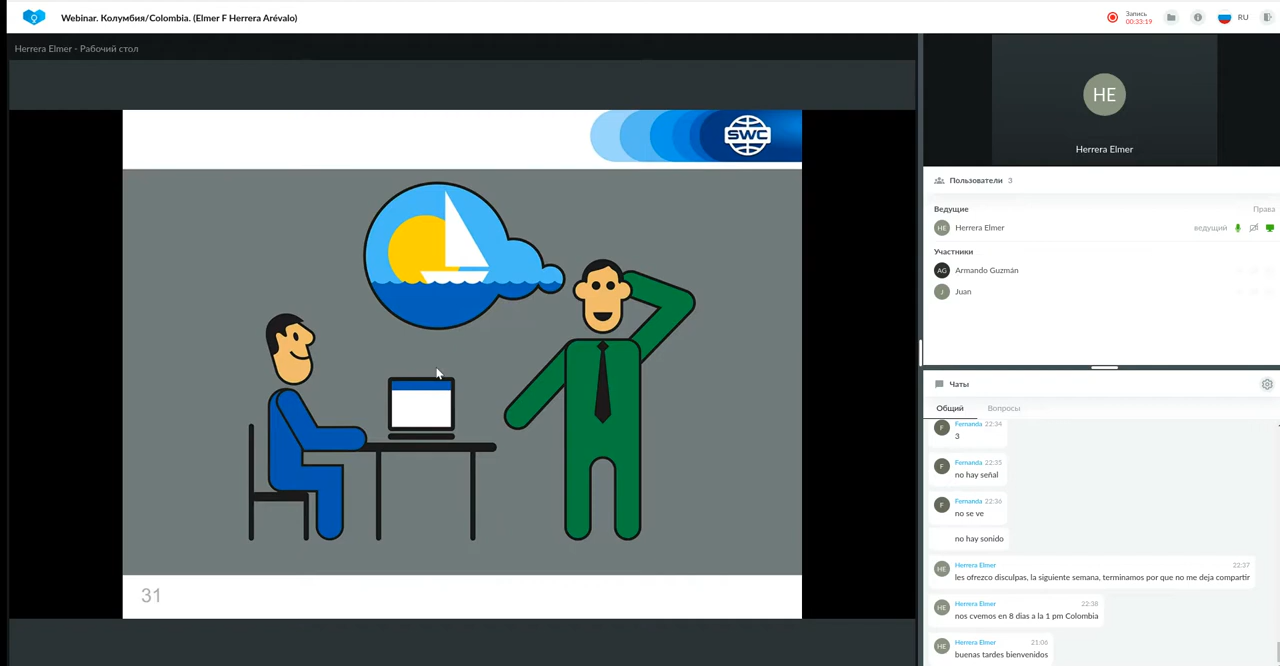 Webinar. Колумбия/Colombia. (Elmer F Herrera Arévalo)
Запись
00:33:19
RU
Herrera Elmer - Рабочий стол
SWC
31
HE
Herrera Elmer
Пользователи 3
Ведущие Права
HE Herrera Elmer ведущий
Участники
AG Armando Guzmán
J Juan
Чаты
Общий Вопросы
F Fernanda 22:34
3
F Fernanda 22:35
no hay señal
F Fernanda 22:36
no se ve
no hay sonido
HE Herrera Elmer 22:37
les ofrezco disculpas, la siguiente semana, terminamos por que no me deja compartir
HE Herrera Elmer 22:38
nos cvemos en 8 dias a la 1 pm Colombia
HE Herrera Elmer 21:06
buenas tardes bienvenidos